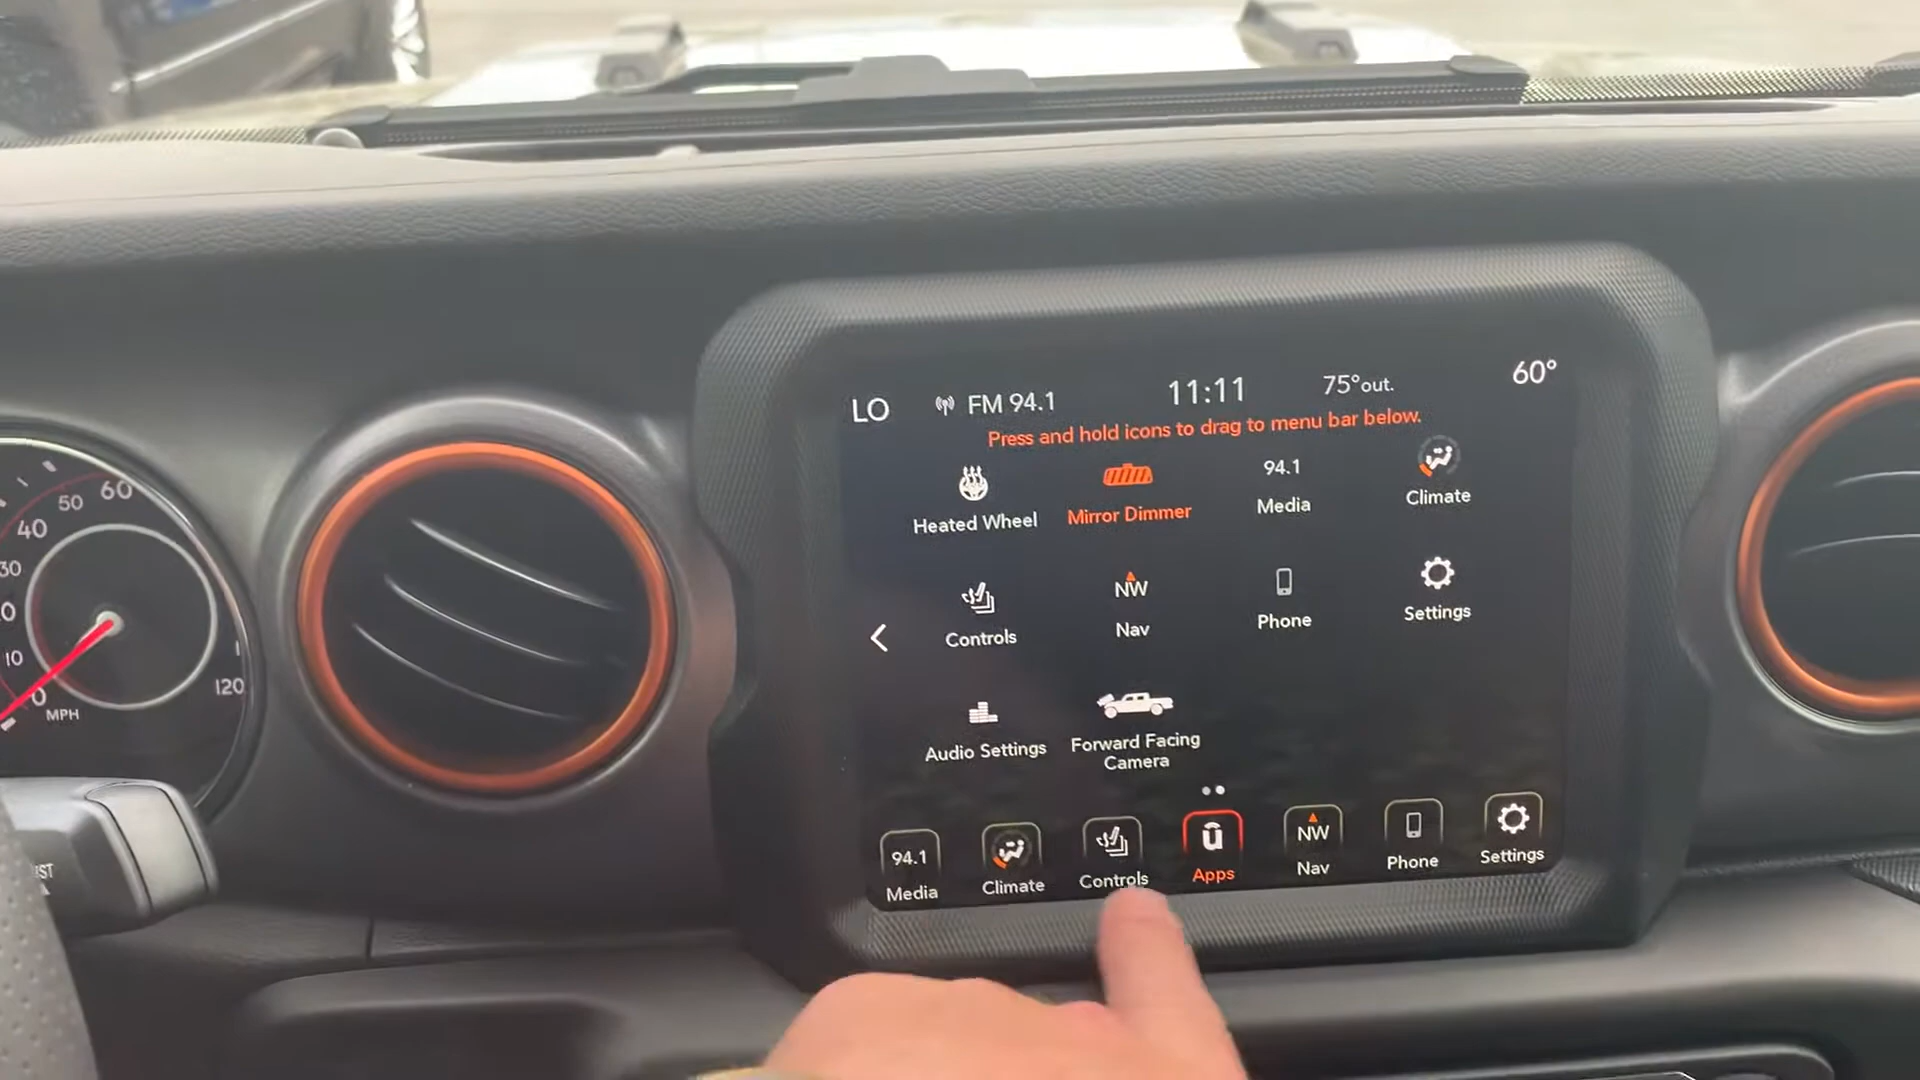 LO FM 94.1 11:11 75°out. 60°
Press and hold icons to drag to menu bar below.
Heated Wheel
Mirror Dimmer
94.1
Media
Climate
Controls
NW
Nav
Phone
Settings
Audio Settings
Forward Facing
Camera
94.1
Media
Climate
Controls
Apps
NW
Nav
Phone
Settings
60
50
40
30
10
0
120
MPH